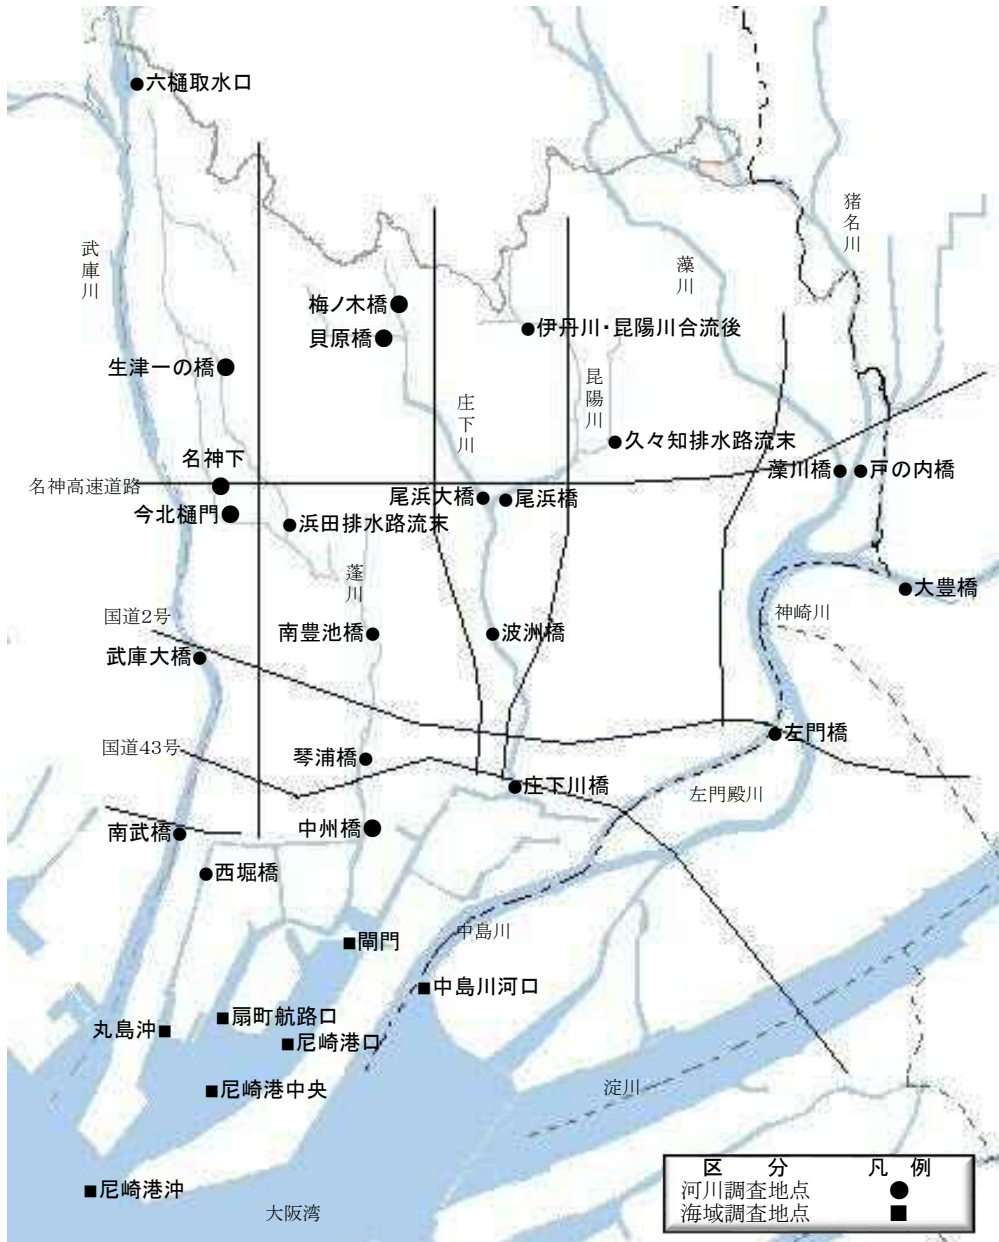 六樋取水口
猪名川
武庫川
藻川
梅ノ木橋
貝原橋
伊丹川・昆陽川合流後
生津一の橋
昆陽川
庄下川
久々知排水路流末
名神下
藻川橋
戸の内橋
名神高速道路
尾浜大橋
尾浜橋
今北樋門
浜田排水路流末
蓬川
大豊橋
国道2号
神崎川
南豊池橋
波洲橋
武庫大橋
左門橋
国道43号
琴浦橋
庄下川橋
左門殿川
南武橋
中州橋
西堀橋
中島川
閘門
中島川河口
扇町航路口
丸島沖
尼崎港口
尼崎港中央
淀川
尼崎港沖
大阪湾
区 分 凡 例
河川調査地点 ●
海域調査地点 ■